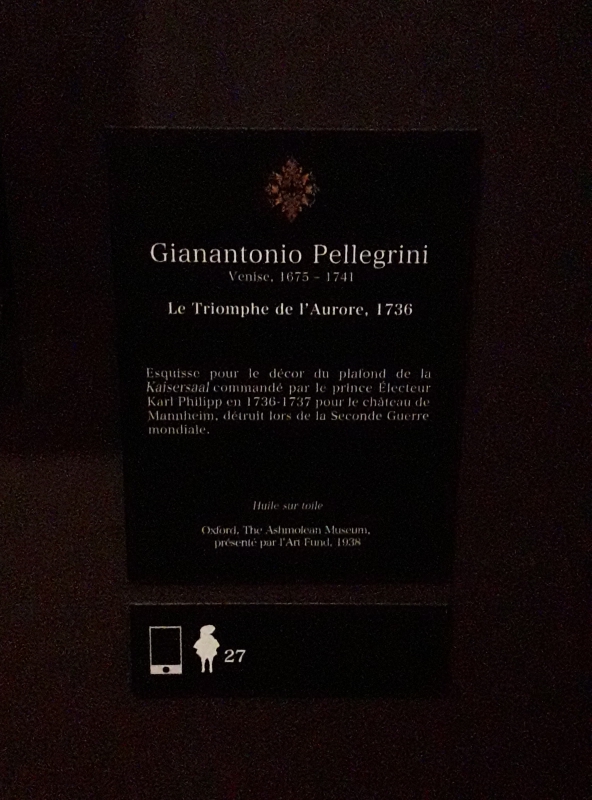 Gianantonio Pellegrini
Venise, 1675 - 1741
Le Triomphe de l'Aurore, 1736
Esquisse pour le décor du plafond de la
Kaisersaal commandé par le prince Électeur
Karl Philipp en 1736-1737 pour le château de
Mannheim, détruit lors de la Seconde Guerre
mondiale.
Huile sur toile
Oxford, The Ashmolean Museum,
présenté par l'Art Fund, 1938
27